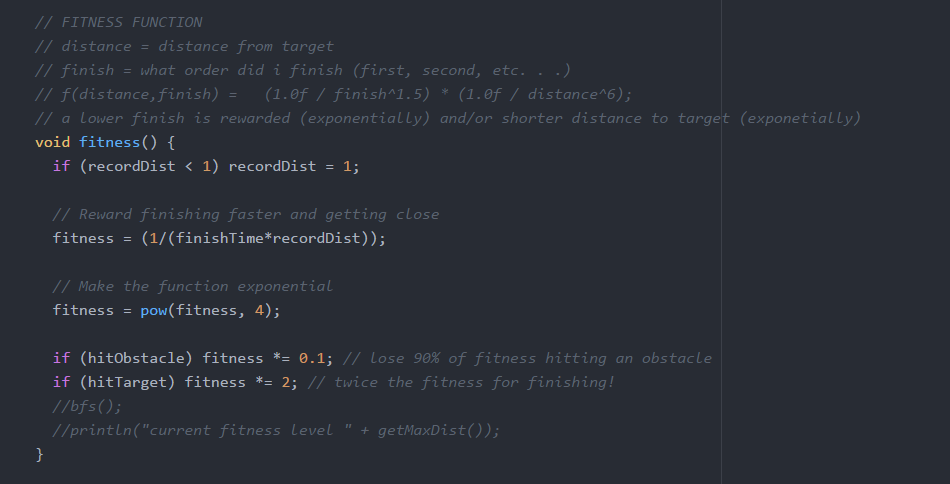 // FITNESS FUNCTION
// distance = distance from target
// finish = what order did i finish (first, second, etc. . .)
// f(distance,finish) =   (1.0f / finish^1.5) * (1.0f / distance^6);
// a lower finish is rewarded (exponentially) and/or shorter distance to target (exponetially)
void fitness() {
  if (recordDist < 1) recordDist = 1;

  // Reward finishing faster and getting close
  fitness = (1/(finishTime*recordDist));

  // Make the function exponential
  fitness = pow(fitness, 4);

  if (hitObstacle) fitness *= 0.1; // lose 90% of fitness hitting an obstacle
  if (hitTarget) fitness *= 2; // twice the fitness for finishing!
  //bfs();
  //println("current fitness level " + getMaxDist());
}